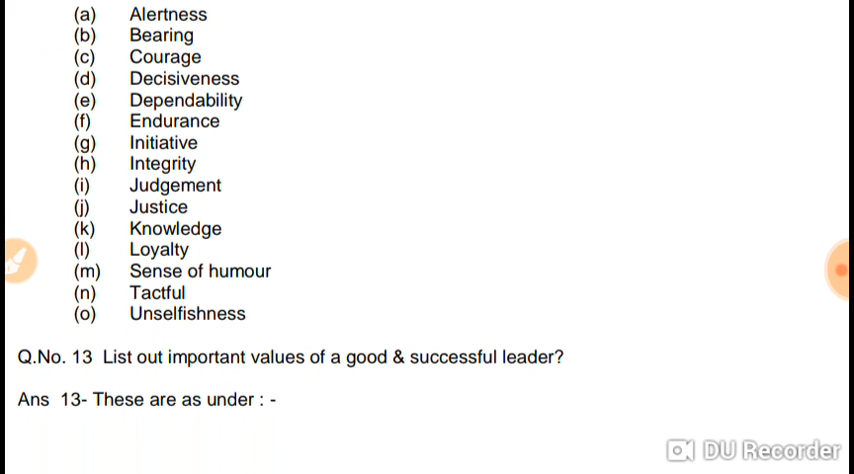 (a) Alertness
(b) Bearing
(c) Courage
(d) Decisiveness
(e) Dependability
(f) Endurance
(g) Initiative
(h) Integrity
(i) Judgement
(j) Justice
(k) Knowledge
(l) Loyalty
(m) Sense of humour
(n) Tactful
(o) Unselfishness
Q.No. 13 List out important values of a good & successful leader?
Ans 13- These are as under : -
DU Recorder